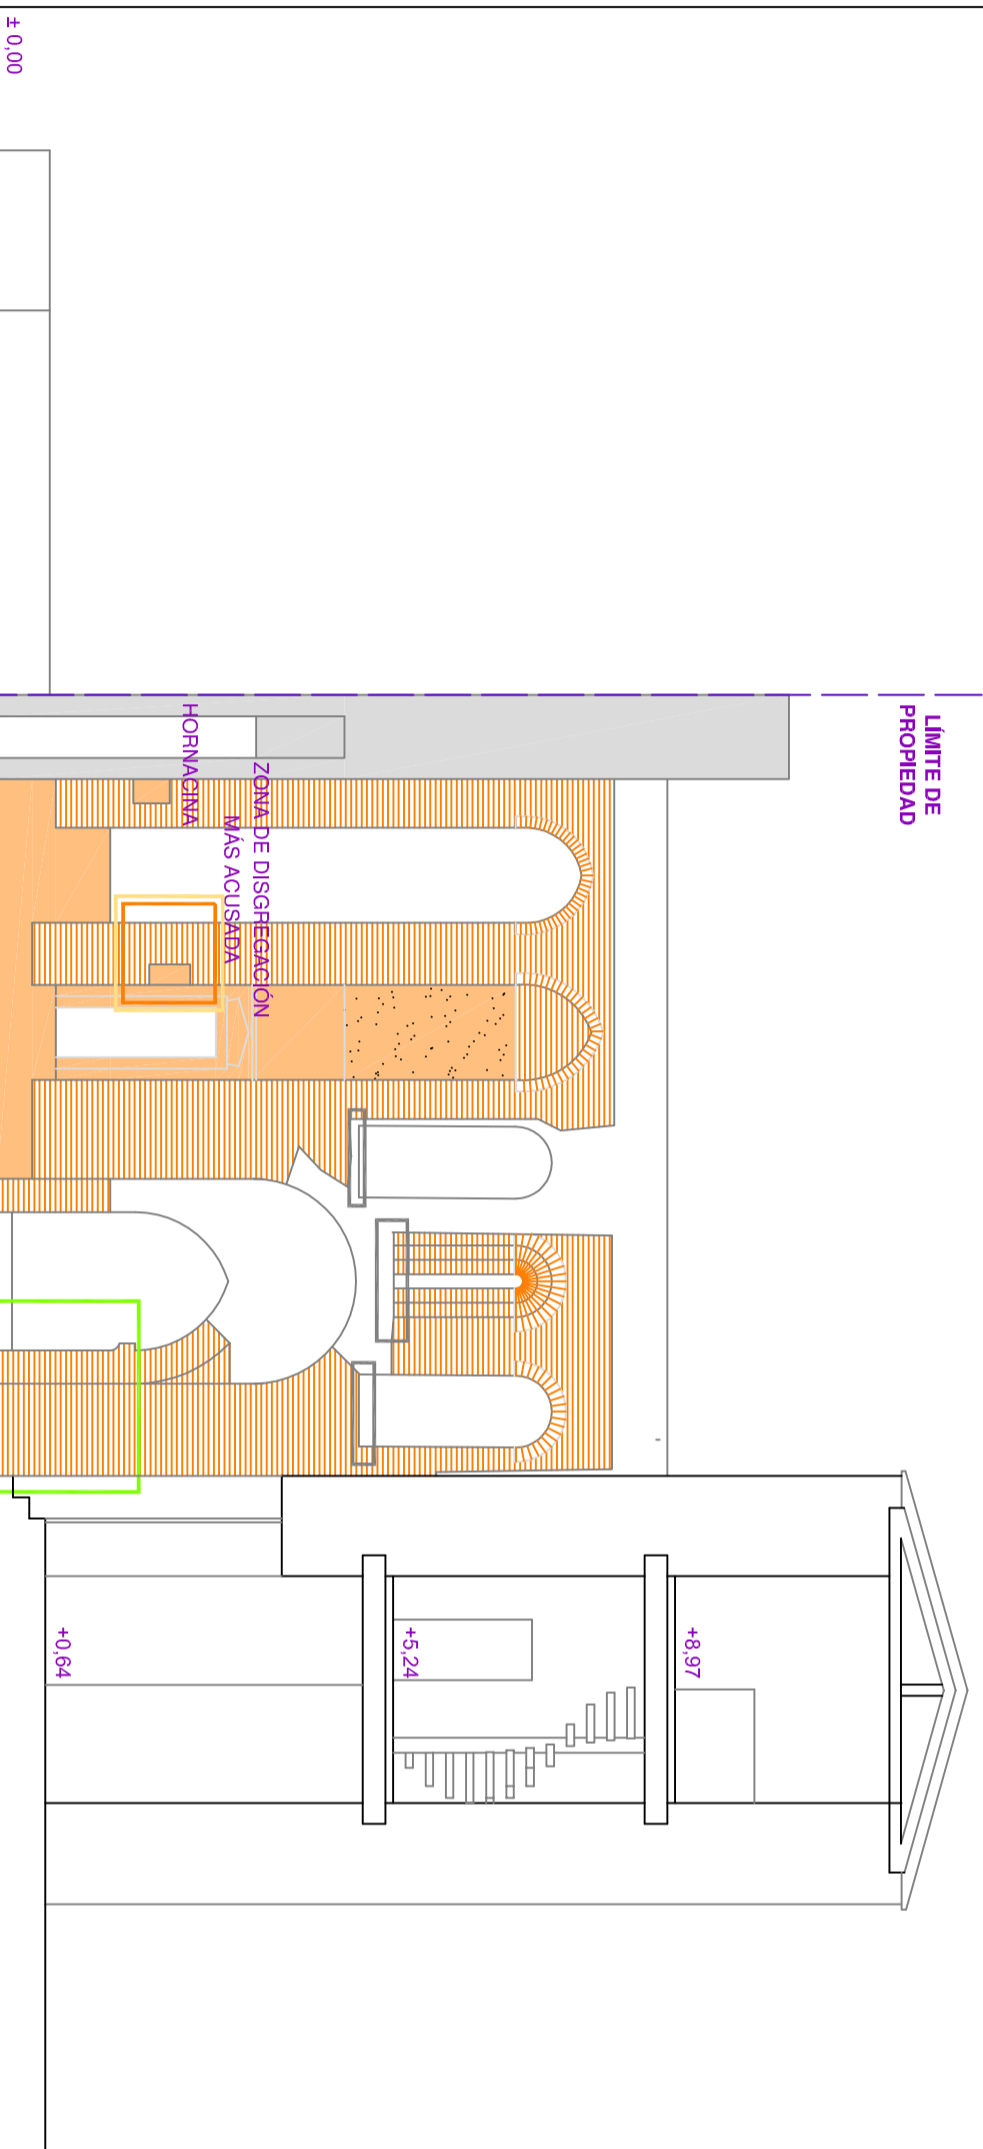 ± 0,00
LÍMITE DE
PROPIEDAD
HORNACINA
ZONA DE DISGREGACIÓN
MÁS ACUSADA
+0,64
+5,24
+8,97